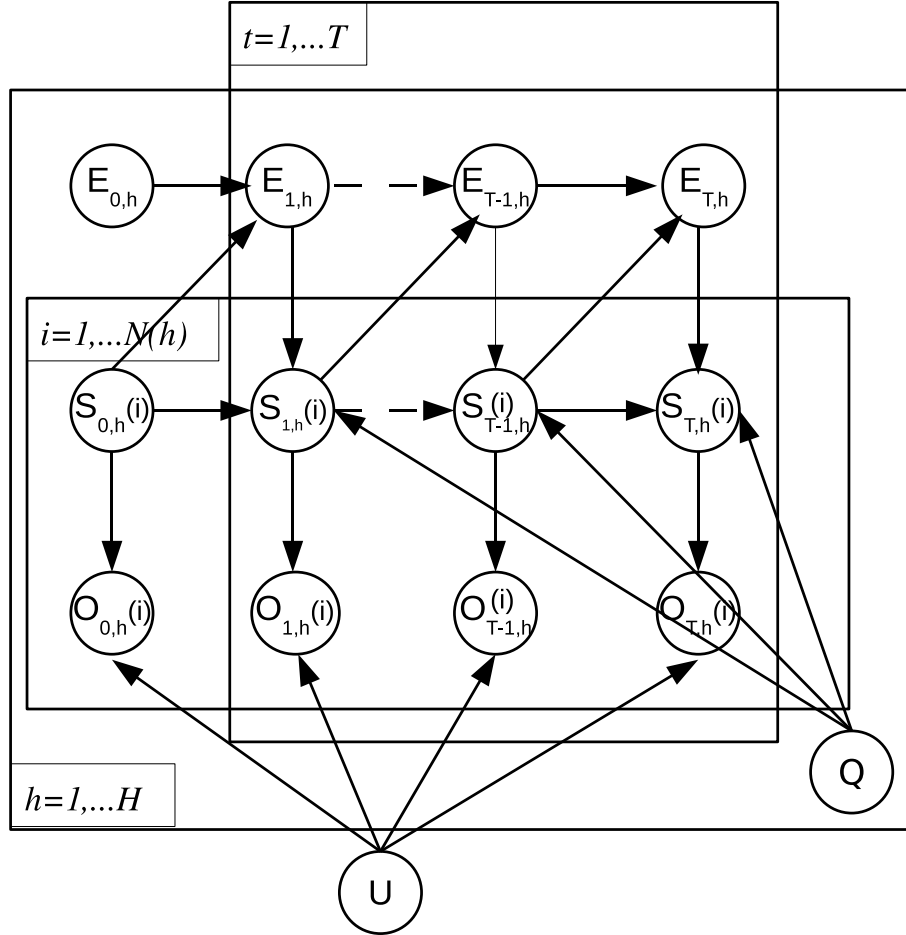 t=1,...T
E0,h
E1,h
ET-1,h
ET,h
i=1,...N(h)
S0,h(i)
S1,h(i)
S(i)T-1,h
ST,h(i)
O0,h(i)
O1,h(i)
O(i)T-1,h
OT,h(i)
Q
h=1,...H
U